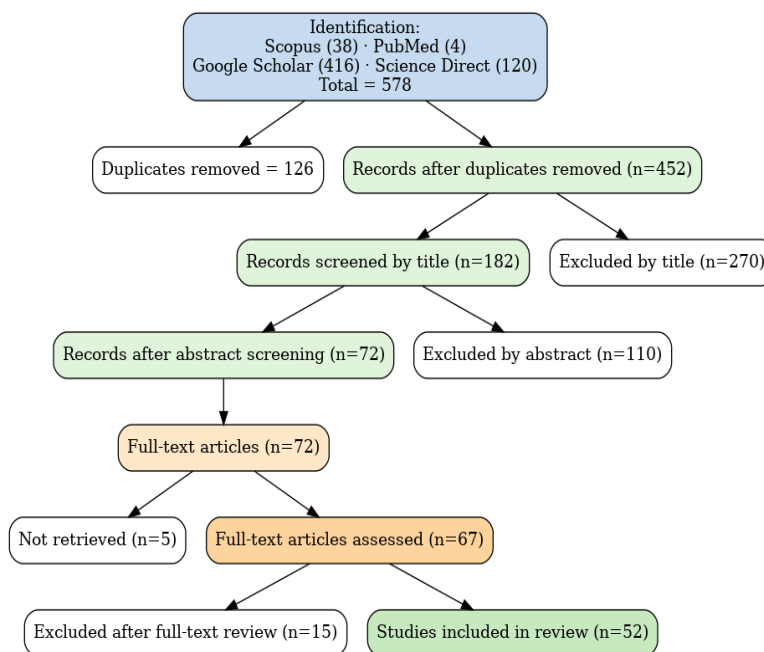 Identification:
Scopus (38) · PubMed (4)
Google Scholar (416) · Science Direct (120)
Total = 578
Duplicates removed = 126
Records after duplicates removed (n=452)
Records screened by title (n=182)
Excluded by title (n=270)
Records after abstract screening (n=72)
Excluded by abstract (n=110)
Full-text articles (n=72)
Not retrieved (n=5)
Full-text articles assessed (n=67)
Excluded after full-text review (n=15)
Studies included in review (n=52)